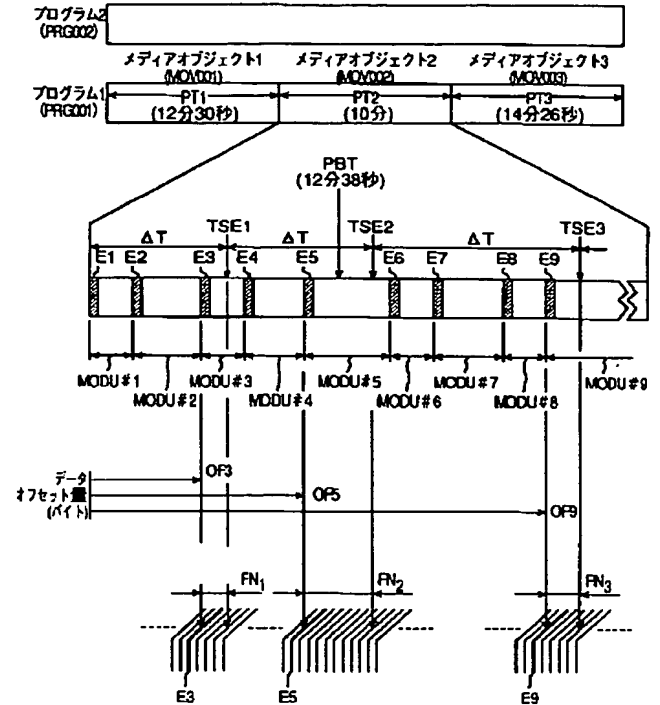 プログラム2
(PRG002)
メディアオブジェクト1
(MOV001)
メディアオブジェクト2
(MOV002)
メディアオブジェクト3
(MOV003)
プログラム1
(PRG001)
PT1
(12分30秒)
PT2
(10分)
PT3
(14分26秒)
PBT
(12分38秒)
ΔT
TSE1
ΔT
TSE2
ΔT
TSE3
E1
E2
E3
E4
E5
E6
E7
E8
E9
MODU#1
MODU#2
MODU#3
MODU#4
MODU#5
MODU#6
MODU#7
MODU#8
MODU#9
データ
オフセット量
(バイト)
OF3
OF5
OF9
FN1
FN2
FN3
E3
E5
E9